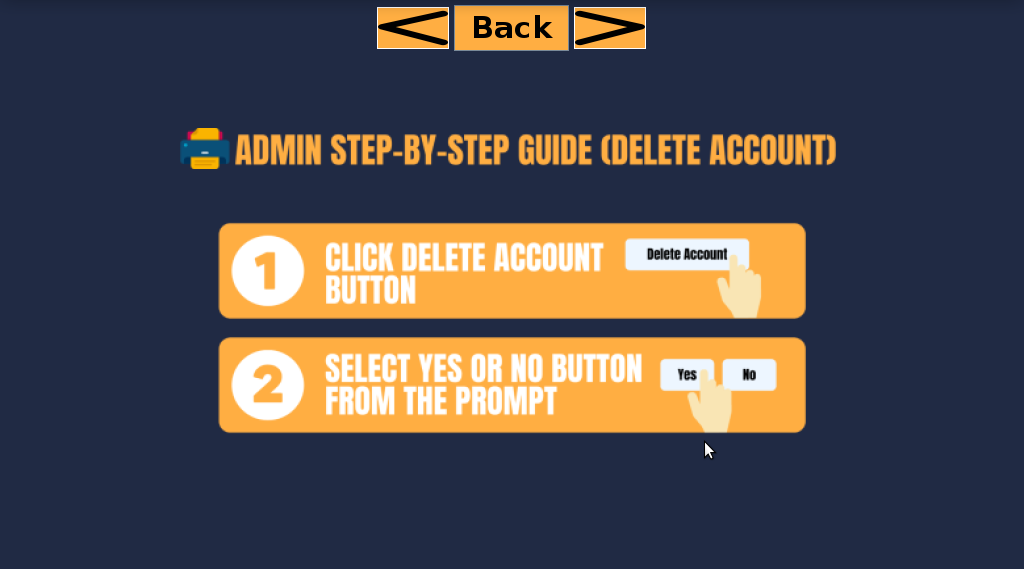 Back
ADMIN STEP-BY-STEP GUIDE (DELETE ACCOUNT)
1
CLICK DELETE ACCOUNT
BUTTON
Delete Account
2
SELECT YES OR NO BUTTON
FROM THE PROMPT
Yes
No